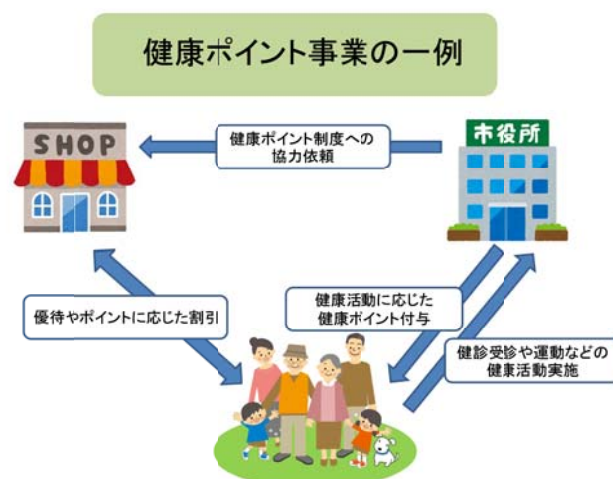 健康ポイント事業の一例
SHOP
健康ポイント制度への
協力依頼
市役所
優待やポイントに応じた割引
健康活動に応じた
健康ポイント付与
健診受診や運動などの
健康活動実施